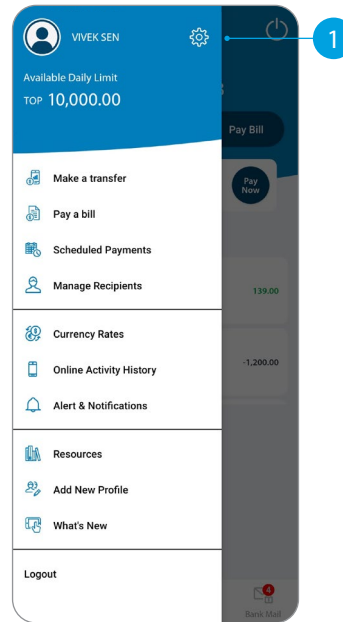 VIVEK SEN
1
Available Daily Limit
TOP 10,000.00
Pay Bill
Make a transfer
Pay Now
Pay a bill
Scheduled Payments
Manage Recipients
139.00
Currency Rates
Online Activity History
-1,200.00
Alert & Notifications
Resources
Add New Profile
What's New
Logout
4
Bank Mail